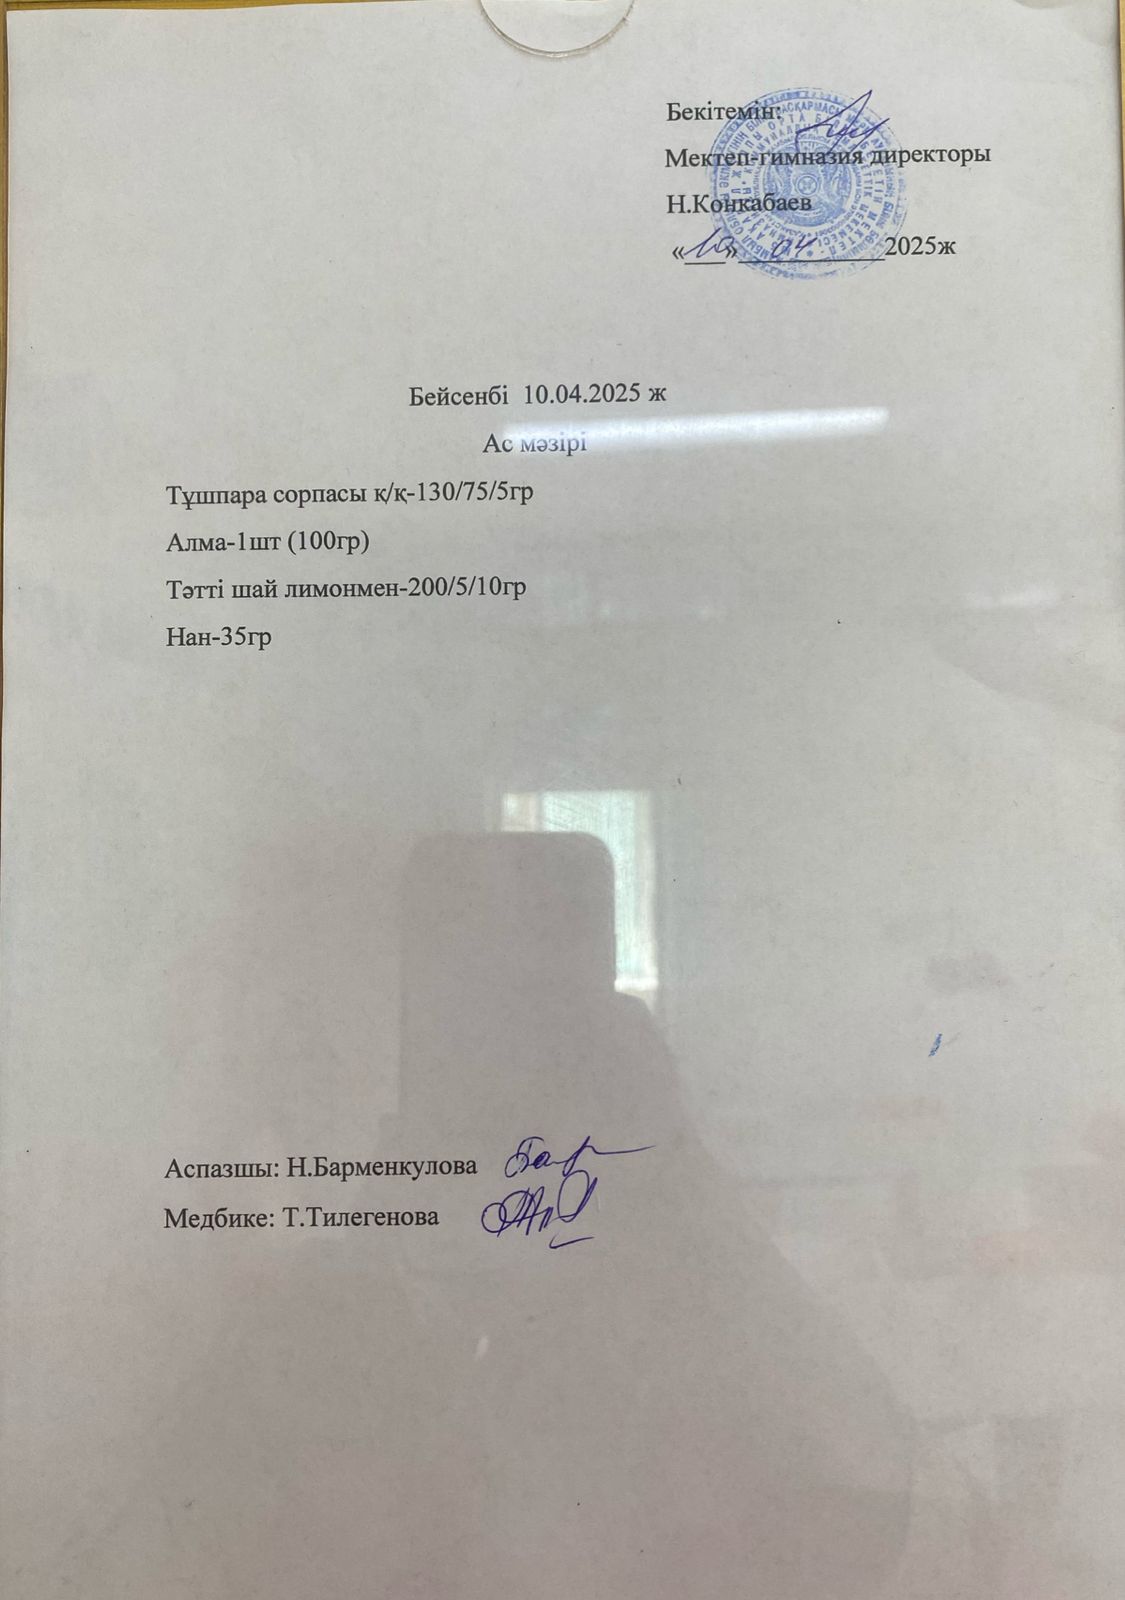 Бекітемін:
Мектеп-гимназия директоры
Н.Конкабаев
«10» 04 2025ж
Бейсенбі 10.04.2025 ж
Ас мәзірі
Тұшпара сорпасы қ/қ-130/75/5гр
Алма-1шт (100гр)
Тәтті шай лимонмен-200/5/10гр
Нан-35гр
Аспазшы: Н.Барменкулова
Медбике: Т.Тилегенова